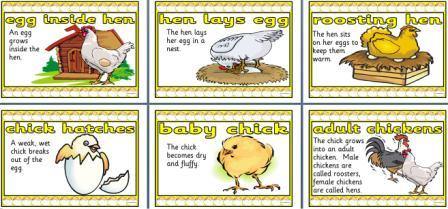 egg inside hen
An egg
grows
inside the
hen.
hen lays egg
The hen lays
her egg in a
nest.
roosting hen
The hen sits
on her eggs to
keep them
warm.
chick hatches
A weak, wet
chick breaks
out of the
egg.
baby chick
The chick
becomes dry
and fluffy.
adult chickens
The chick grows
into an adult
chicken. Male
chickens are
called roosters,
female chickens
are called hens.